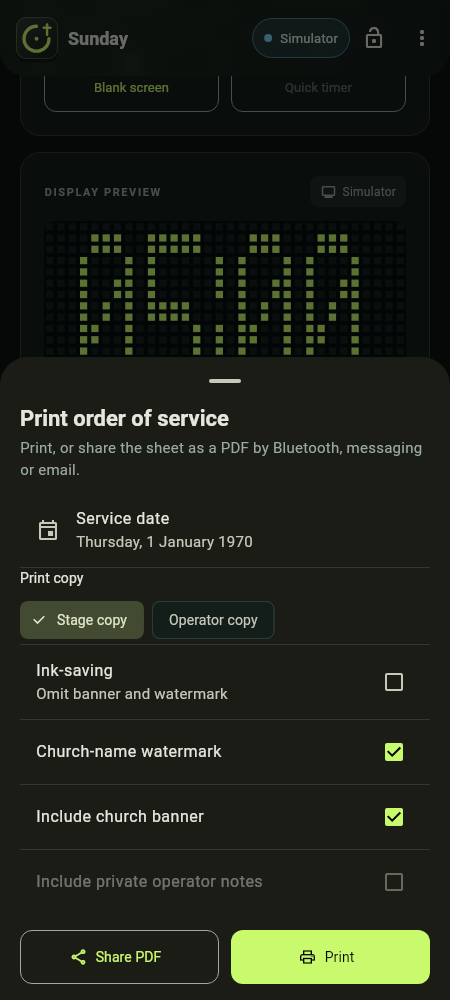 Sunday
Simulator
Blank screen
Quick timer
DISPLAY PREVIEW
Simulator
05:00
Print order of service
Print, or share the sheet as a PDF by Bluetooth, messaging
or email.
Service date
Thursday, 1 January 1970
Print copy
Stage copy
Operator copy
Ink-saving
Omit banner and watermark
Church-name watermark
Include church banner
Include private operator notes
Share PDF
Print